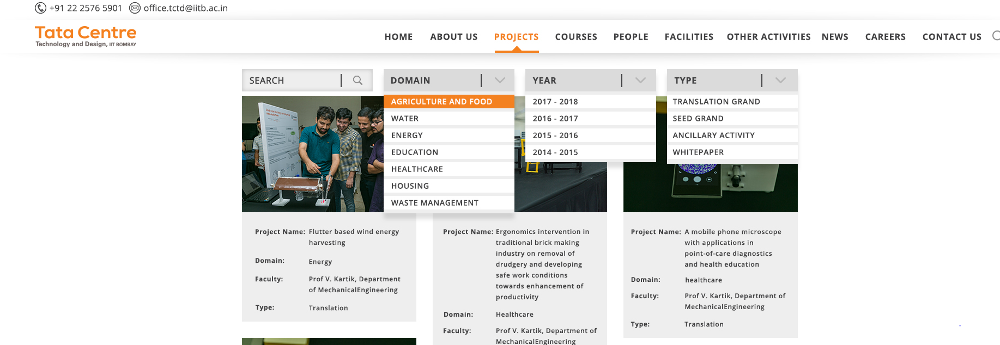 +91 22 2576 5901 office.tctd@iitb.ac.in
Tata Centre
Technology and Design, IIT BOMBAY
HOME ABOUT US PROJECTS COURSES PEOPLE FACILITIES OTHER ACTIVITIES NEWS CAREERS CONTACT US
SEARCH
DOMAIN
AGRICULTURE AND FOOD
WATER
ENERGY
EDUCATION
HEALTHCARE
HOUSING
WASTE MANAGEMENT
YEAR
2017 - 2018
2016 - 2017
2015 - 2016
2014 - 2015
TYPE
TRANSLATION GRAND
SEED GRAND
ANCILLARY ACTIVITY
WHITEPAPER
Project Name: Flutter based wind energy
harvesting
Domain: Energy
Faculty: Prof V. Kartik, Department
of MechanicalEngineering
Type: Translation
Project Name: Ergonomics intervention in
traditional brick making
industry on removal of
drudgery and developing
safe work conditions
towards enhancement of
productivity
Domain: Healthcare
Faculty: Prof V. Kartik, Department of
MechanicalEngineering
Project Name: A mobile phone microscope
with applications in
point-of-care diagnostics
and health education
Domain: healthcare
Faculty: Prof V. Kartik, Department of
MechanicalEngineering
Type: Translation